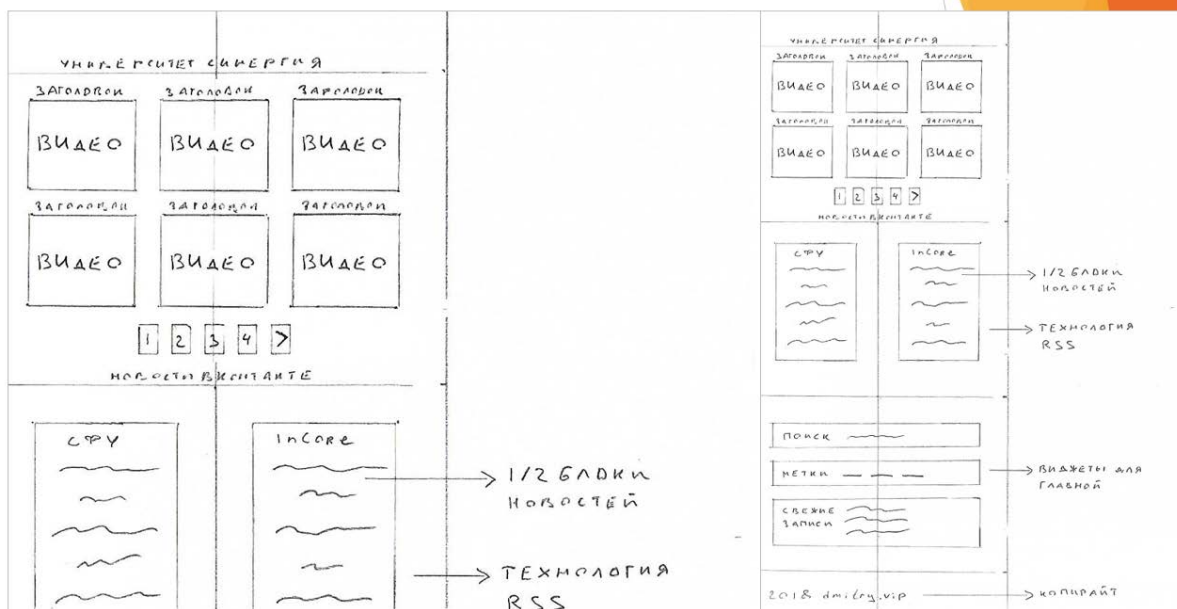 УНИВЕРСИТЕТ СИНЕРГИЯ
ЗАГОЛОВОК ЗАГОЛОВОК ЗАГОЛОВОК
ВИДЕО ВИДЕО ВИДЕО
ЗАГОЛОВОК ЗАГОЛОВОК ЗАГОЛОВОК
ВИДЕО ВИДЕО ВИДЕО
1 2 3 4 >
НОВОСТИ ВКОНТАКТЕ
СФУ InCore
1/2 БЛОКИ
НОВОСТЕЙ
ТЕХНОЛОГИЯ
RSS
УНИВЕРСИТЕТ СИНЕРГИЯ
ЗАГОЛОВОК ЗАГОЛОВОК ЗАГОЛОВОК
ВИДЕО ВИДЕО ВИДЕО
ЗАГОЛОВОК ЗАГОЛОВОК ЗАГОЛОВОК
ВИДЕО ВИДЕО ВИДЕО
1 2 3 4 >
НОВОСТИ ВКОНТАКТЕ
СФУ InCore
1/2 БЛОКИ
НОВОСТЕЙ
ТЕХНОЛОГИЯ
RSS
ПОИСК
МЕТКИ
ВИДЖЕТЫ ДЛЯ
ГЛАВНОЙ
СВЕЖИЕ
ЗАПИСИ
2018 dmitry.vip
КОПИРАЙТ